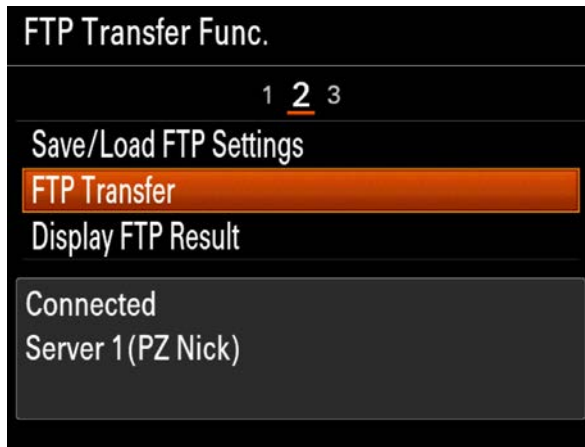 FTP Transfer Func.
1 2 3
Save/Load FTP Settings
FTP Transfer
Display FTP Result
Connected
Server 1(PZ Nick)